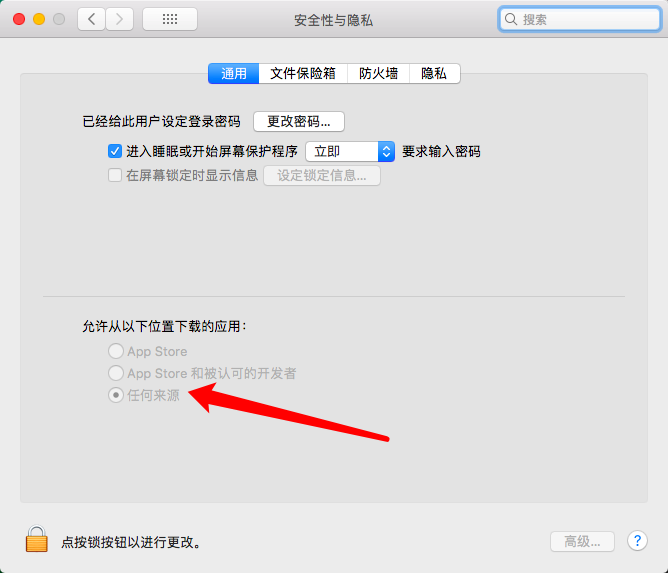 安全性与隐私
搜索
通用 文件保险箱 防火墙 隐私
已经给此用户设定登录密码 更改密码...
进入睡眠或开始屏幕保护程序 立即 要求输入密码
在屏幕锁定时显示信息 设定锁定信息...
允许从以下位置下载的应用：
App Store
App Store 和被认可的开发者
任何来源
点按锁按钮以进行更改。
高级... ?